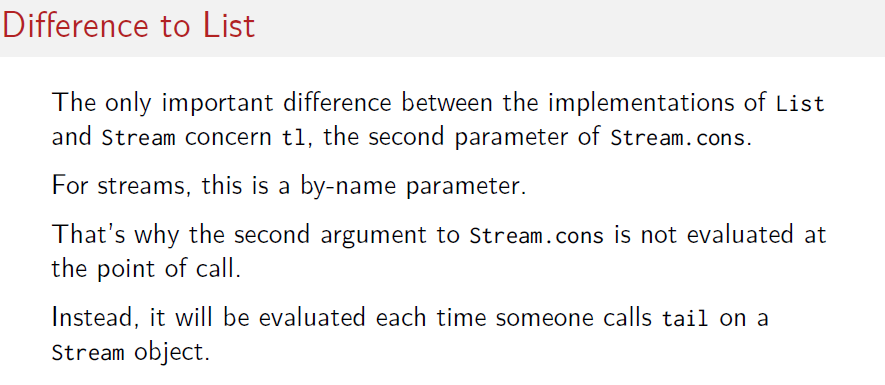 Difference to List
The only important difference between the implementations of List
and Stream concern tl, the second parameter of Stream.cons.
For streams, this is a by-name parameter.
That's why the second argument to Stream.cons is not evaluated at
the point of call.
Instead, it will be evaluated each time someone calls tail on a
Stream object.